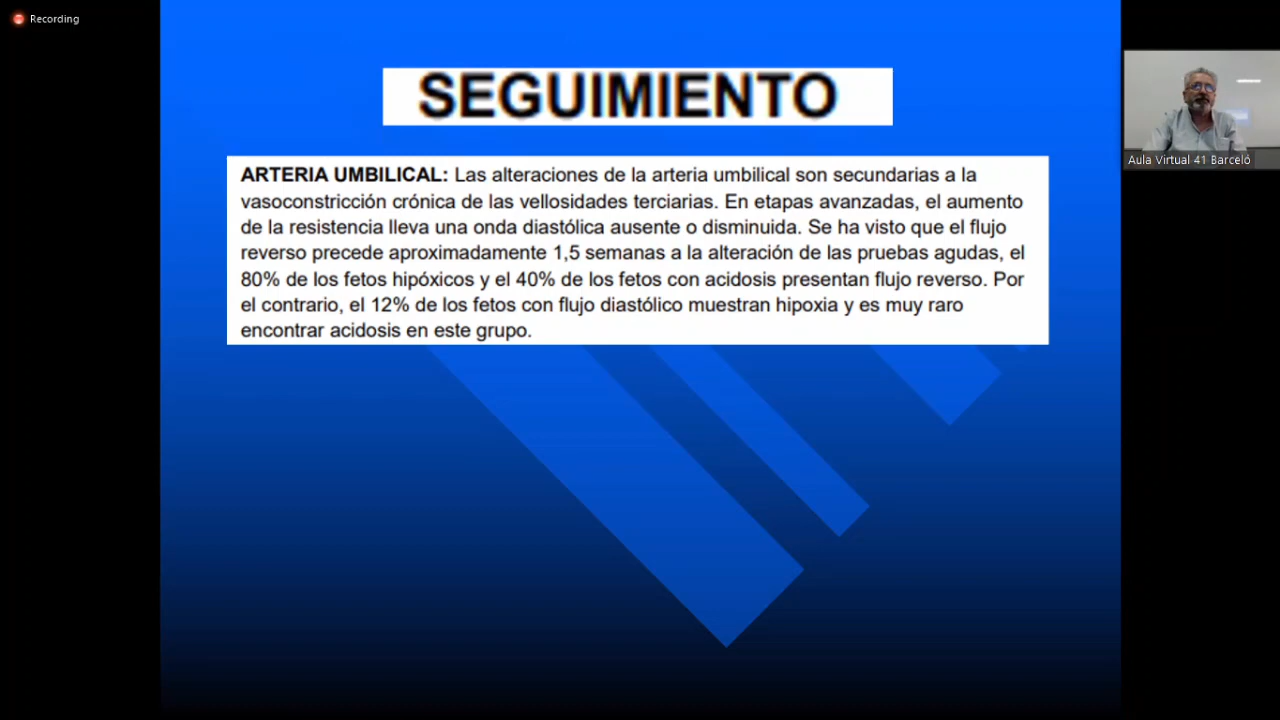 Recording
SEGUIMIENTO
ARTERIA UMBILICAL: Las alteraciones de la arteria umbilical son secundarias a la
vasoconstricción crónica de las vellosidades terciarias. En etapas avanzadas, el aumento
de la resistencia lleva una onda diastólica ausente o disminuida. Se ha visto que el flujo
reverso precede aproximadamente 1,5 semanas a la alteración de las pruebas agudas, el
80% de los fetos hipóxicos y el 40% de los fetos con acidosis presentan flujo reverso. Por
el contrario, el 12% de los fetos con flujo diastólico muestran hipoxia y es muy raro
encontrar acidosis en este grupo.
Aula Virtual 41 Barceló